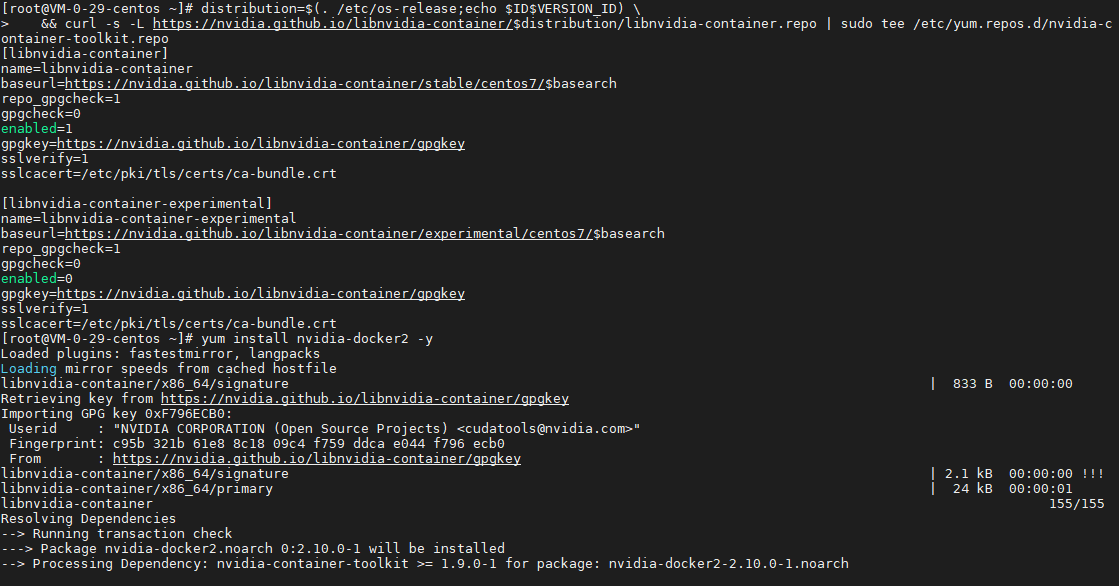 [root@VM-0-29-centos ~]# distribution=$(. /etc/os-release;echo $ID$VERSION_ID) \
>    && curl -s -L https://nvidia.github.io/libnvidia-container/$distribution/libnvidia-container.repo | sudo tee /etc/yum.repos.d/nvidia-c
ontainer-toolkit.repo
[libnvidia-container]
name=libnvidia-container
baseurl=https://nvidia.github.io/libnvidia-container/stable/centos7/$basearch
repo_gpgcheck=1
gpgcheck=0
enabled=1
gpgkey=https://nvidia.github.io/libnvidia-container/gpgkey
sslverify=1
sslcacert=/etc/pki/tls/certs/ca-bundle.crt

[libnvidia-container-experimental]
name=libnvidia-container-experimental
baseurl=https://nvidia.github.io/libnvidia-container/experimental/centos7/$basearch
repo_gpgcheck=1
gpgcheck=0
enabled=0
gpgkey=https://nvidia.github.io/libnvidia-container/gpgkey
sslverify=1
sslcacert=/etc/pki/tls/certs/ca-bundle.crt
[root@VM-0-29-centos ~]# yum install nvidia-docker2 -y
Loaded plugins: fastestmirror, langpacks
Loading mirror speeds from cached hostfile
libnvidia-container/x86_64/signature | 833 B 00:00:00
Retrieving key from https://nvidia.github.io/libnvidia-container/gpgkey
Importing GPG key 0xF796ECB0:
 Userid     : "NVIDIA CORPORATION (Open Source Projects) <cudatools@nvidia.com>"
 Fingerprint: c95b 321b 61e8 8c18 09c4 f759 ddca e044 f796 ecb0
 From       : https://nvidia.github.io/libnvidia-container/gpgkey
libnvidia-container/x86_64/signature | 2.1 kB 00:00:00 !!!
libnvidia-container/x86_64/primary | 24 kB 00:00:01
libnvidia-container 155/155
Resolving Dependencies
--> Running transaction check
---> Package nvidia-docker2.noarch 0:2.10.0-1 will be installed
--> Processing Dependency: nvidia-container-toolkit >= 1.9.0-1 for package: nvidia-docker2-2.10.0-1.noarch